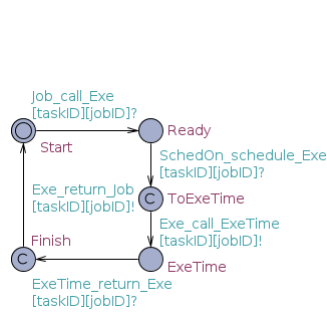 Job_call_Exe
[taskID][jobID]?
Start
Ready
SchedOn_schedule_Exe
[taskID][jobID]?
C
ToExeTime
Exe_return_Job
[taskID][jobID]!
Exe_call_ExeTime
[taskID][jobID]!
Finish
C
ExeTime
ExeTime_return_Exe
[taskID][jobID]?